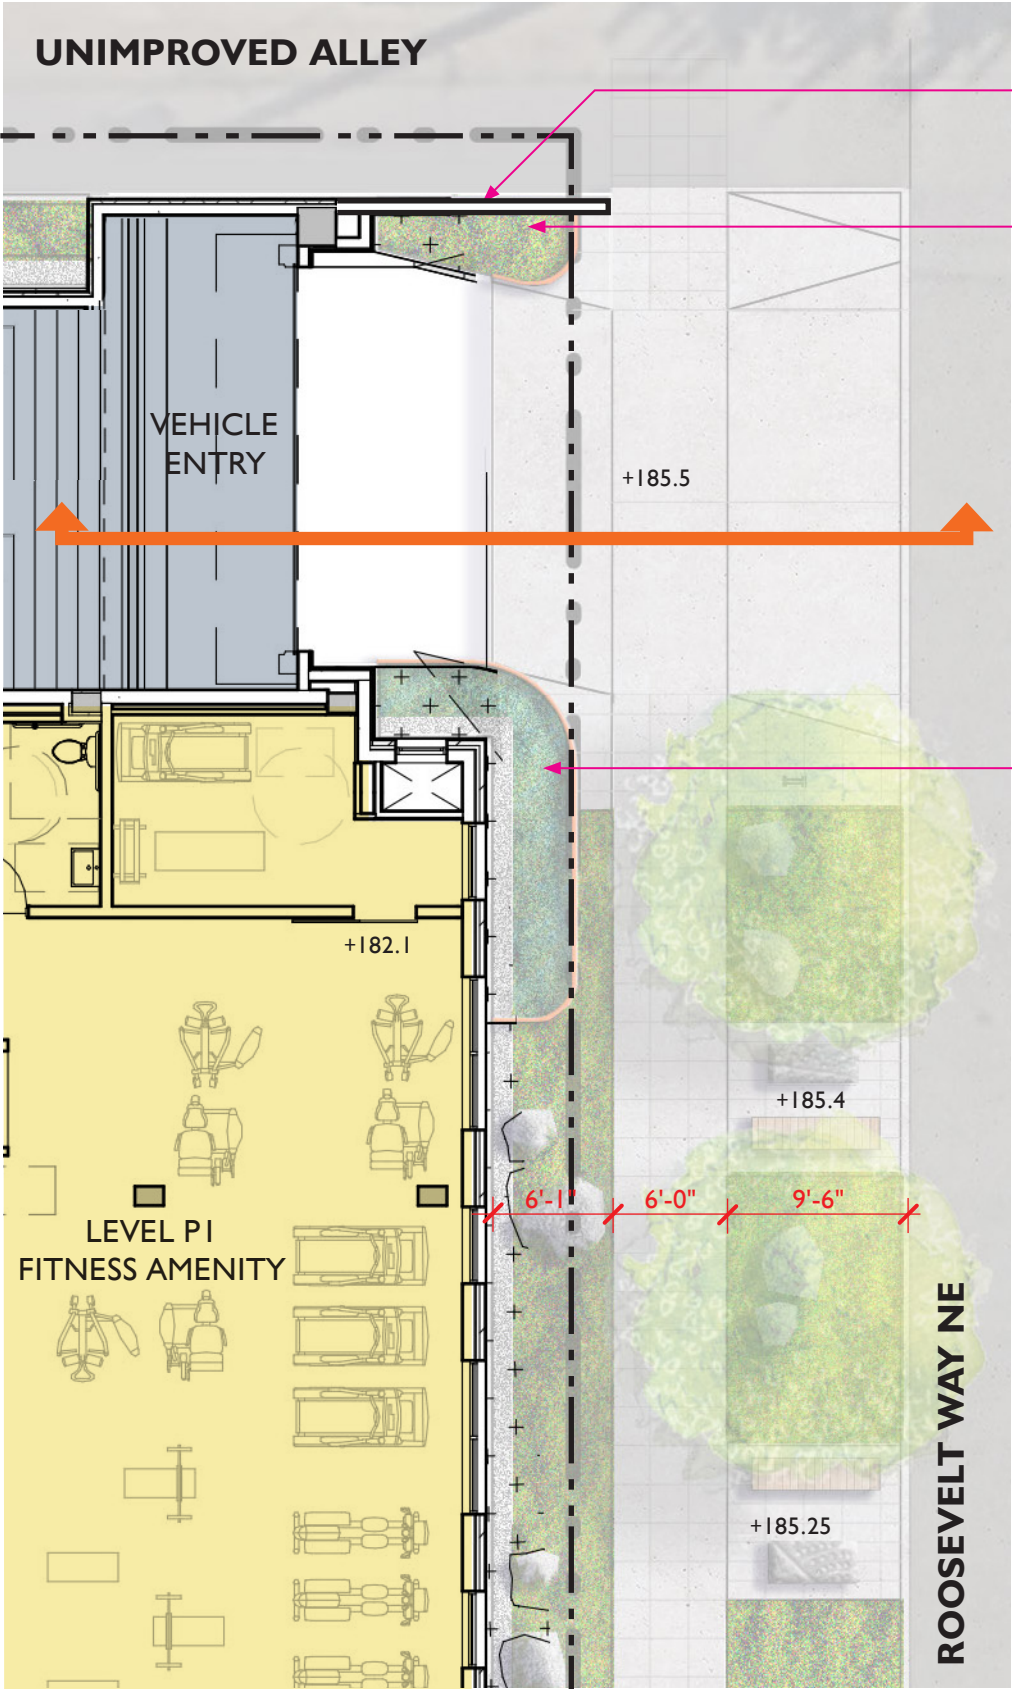 UNIMPROVED ALLEY
VEHICLE
ENTRY
+185.5
+182.1
+185.4
6'-1"
6'-0"
9'-6"
LEVEL P1
FITNESS AMENITY
ROOSEVELT WAY NE
+185.25